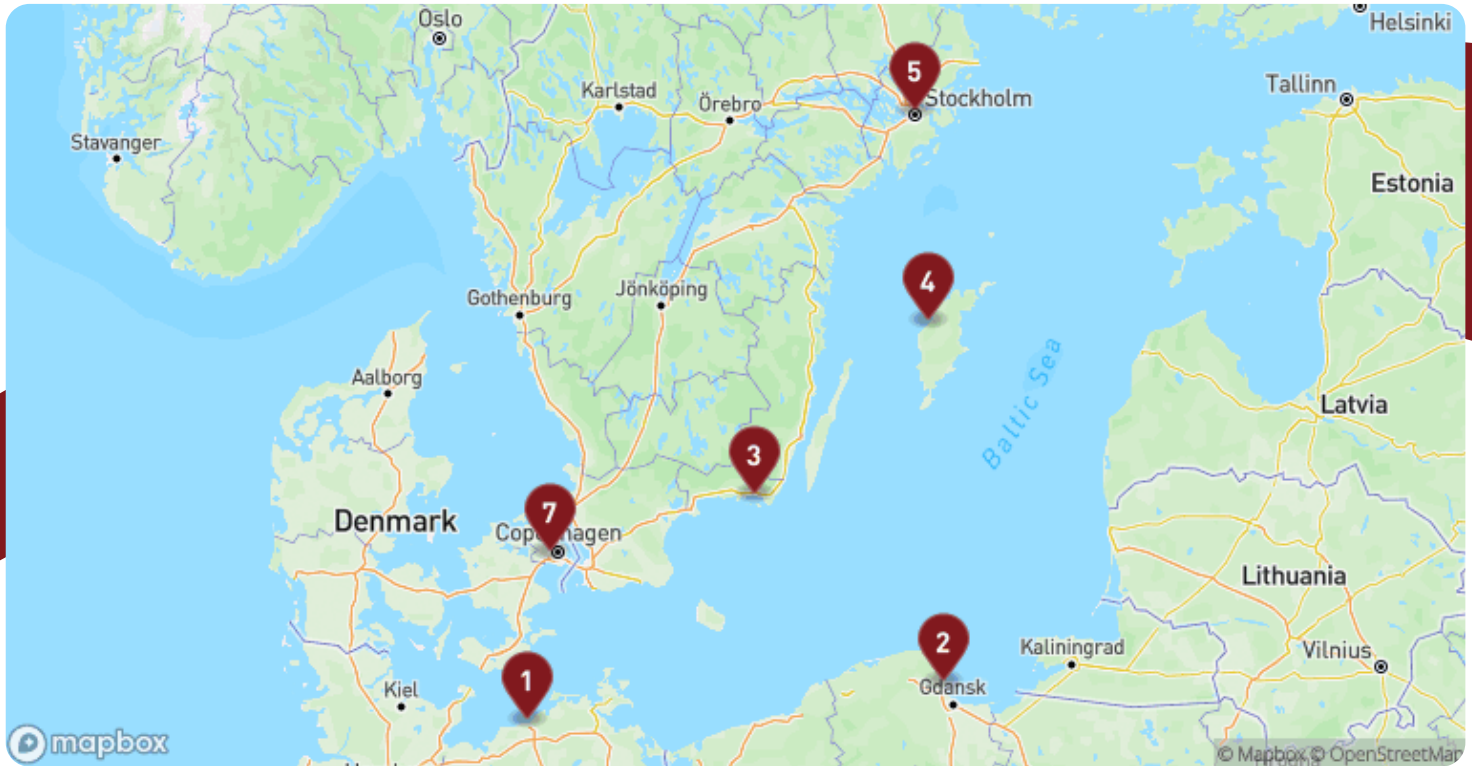 Oslo
Helsinki
5
Tallinn
Karlstad
Örebro
Stockholm
Stavanger
Estonia
4
Jönköping
Gothenburg
Baltic Sea
Aalborg
Latvia
3
7
Denmark
Copenhagen
Lithuania
2
Kaliningrad
Vilnius
1
Kiel
Gdansk
mapbox
© Mapbox © OpenStreetMap